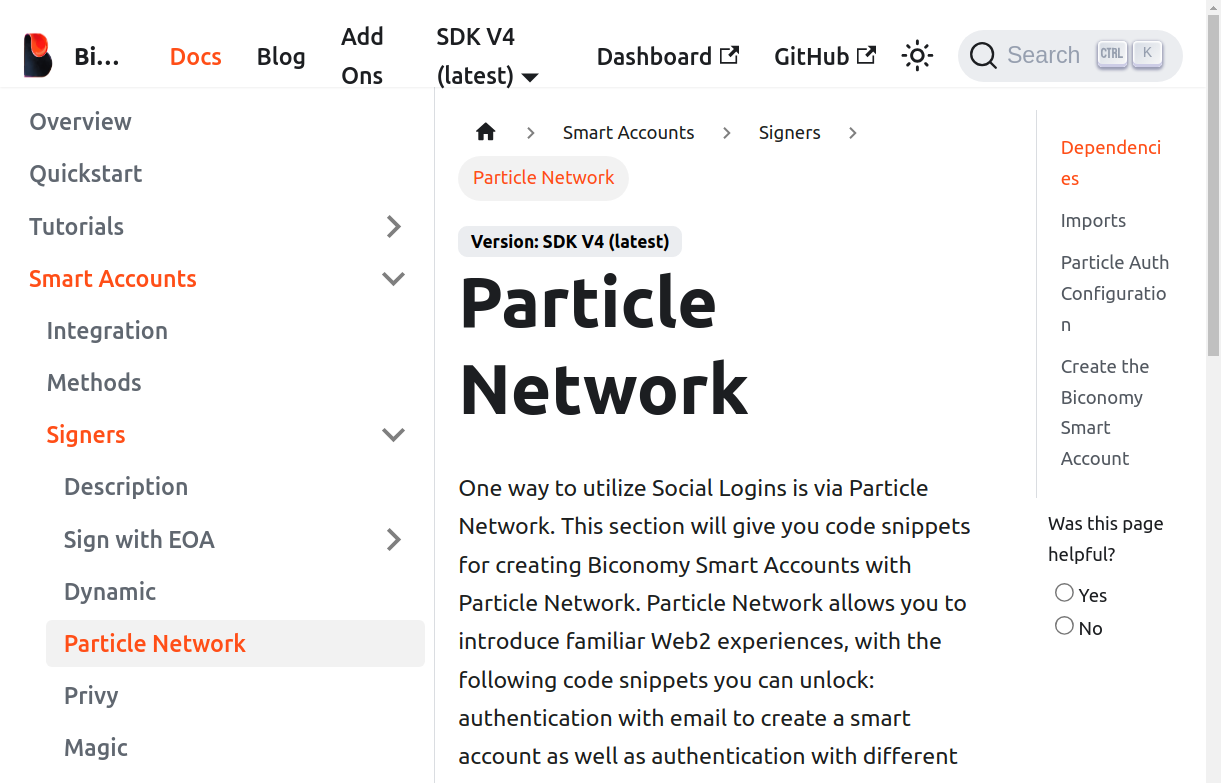 Bi... Docs Blog Add Ons SDK V4 (latest) Dashboard GitHub Search CTRL K
Overview
Quickstart
Tutorials
Smart Accounts
Integration
Methods
Signers
Description
Sign with EOA
Dynamic
Particle Network
Privy
Magic
Smart Accounts Signers
Particle Network
Version: SDK V4 (latest)
Particle
Network
One way to utilize Social Logins is via Particle
Network. This section will give you code snippets
for creating Biconomy Smart Accounts with
Particle Network. Particle Network allows you to
introduce familiar Web2 experiences, with the
following code snippets you can unlock:
authentication with email to create a smart
account as well as authentication with different
Dependenci
es
Imports
Particle Auth
Configuratio
n
Create the
Biconomy
Smart
Account
Was this page
helpful?
Yes
No